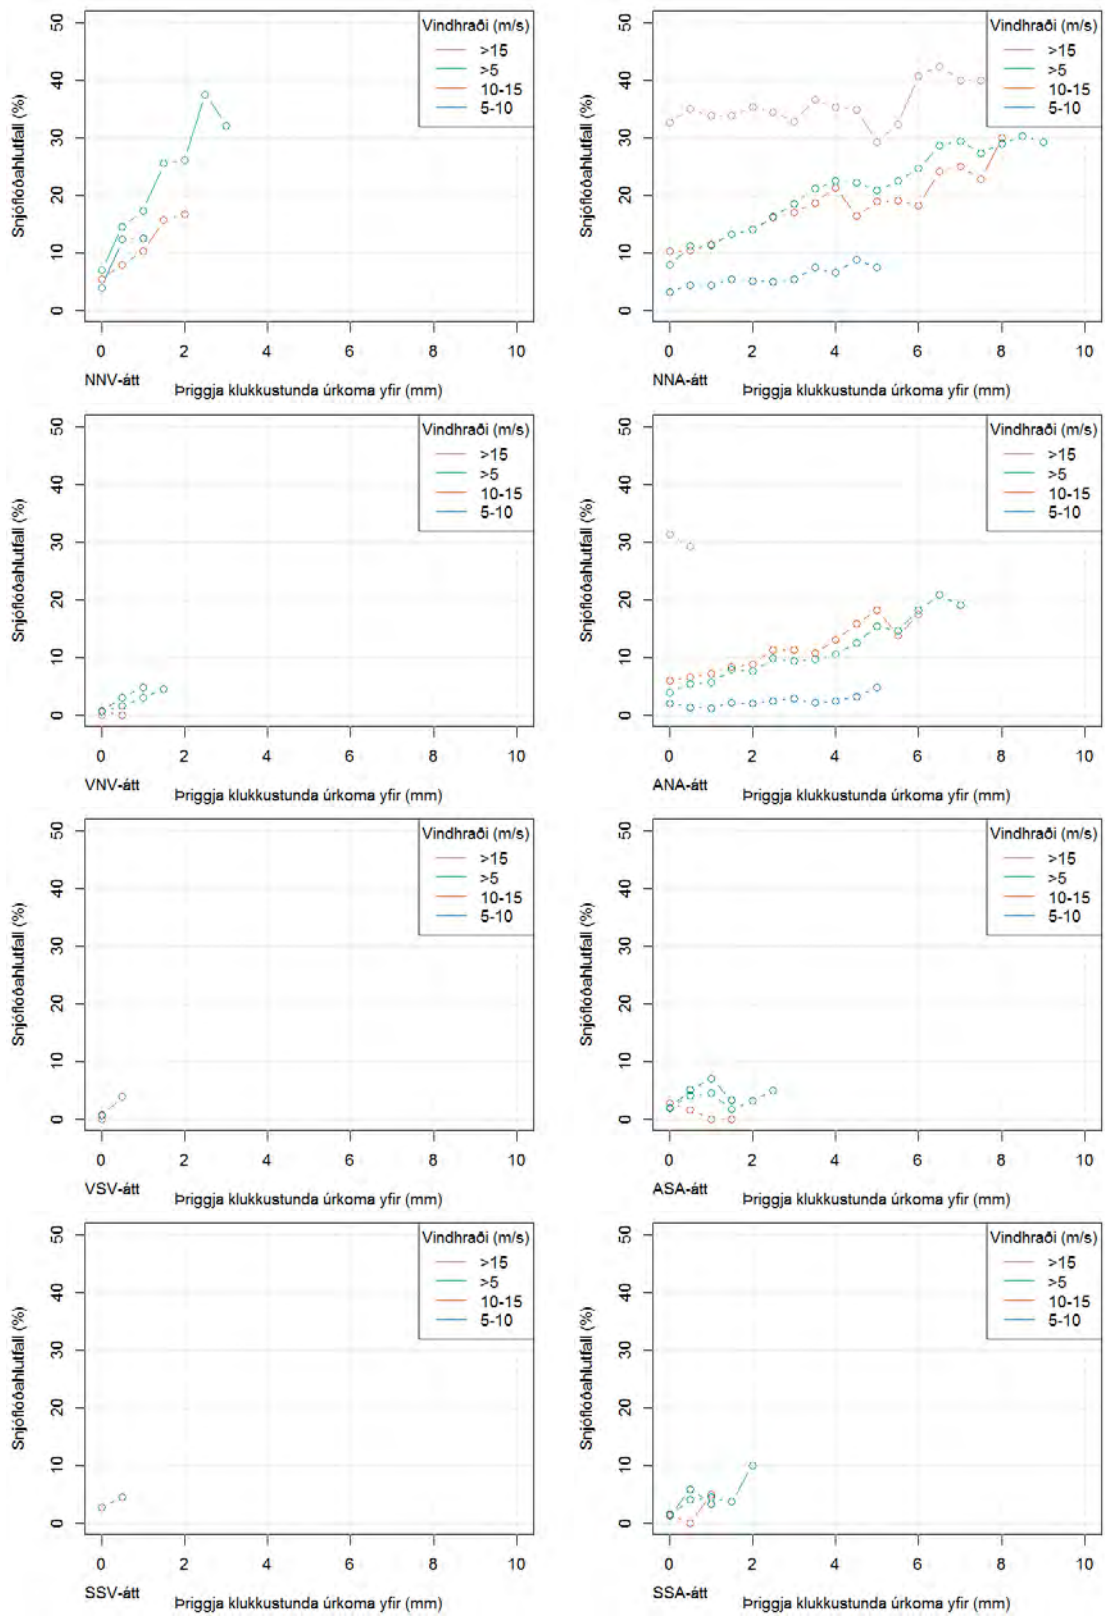 Snjóflóðahlutfall (%)
0 10 20 30 40 50
Vindhraði (m/s)
>15
>5
10-15
5-10
0 2 4 6 8 10
NNV-átt
Þriggja klukkustunda úrkoma yfir (mm)
Snjóflóðahlutfall (%)
0 10 20 30 40 50
Vindhraði (m/s)
>15
>5
10-15
5-10
0 2 4 6 8 10
NNA-átt
Þriggja klukkustunda úrkoma yfir (mm)
Snjóflóðahlutfall (%)
0 10 20 30 40 50
Vindhraði (m/s)
>15
>5
10-15
5-10
0 2 4 6 8 10
VNV-átt
Þriggja klukkustunda úrkoma yfir (mm)
Snjóflóðahlutfall (%)
0 10 20 30 40 50
Vindhraði (m/s)
>15
>5
10-15
5-10
0 2 4 6 8 10
ANA-átt
Þriggja klukkustunda úrkoma yfir (mm)
Snjóflóðahlutfall (%)
0 10 20 30 40 50
Vindhraði (m/s)
>15
>5
10-15
5-10
0 2 4 6 8 10
VSV-átt
Þriggja klukkustunda úrkoma yfir (mm)
Snjóflóðahlutfall (%)
0 10 20 30 40 50
Vindhraði (m/s)
>15
>5
10-15
5-10
0 2 4 6 8 10
ASA-átt
Þriggja klukkustunda úrkoma yfir (mm)
Snjóflóðahlutfall (%)
0 10 20 30 40 50
Vindhraði (m/s)
>15
>5
10-15
5-10
0 2 4 6 8 10
SSV-átt
Þriggja klukkustunda úrkoma yfir (mm)
Snjóflóðahlutfall (%)
0 10 20 30 40 50
Vindhraði (m/s)
>15
>5
10-15
5-10
0 2 4 6 8 10
SSA-átt
Þriggja klukkustunda úrkoma yfir (mm)